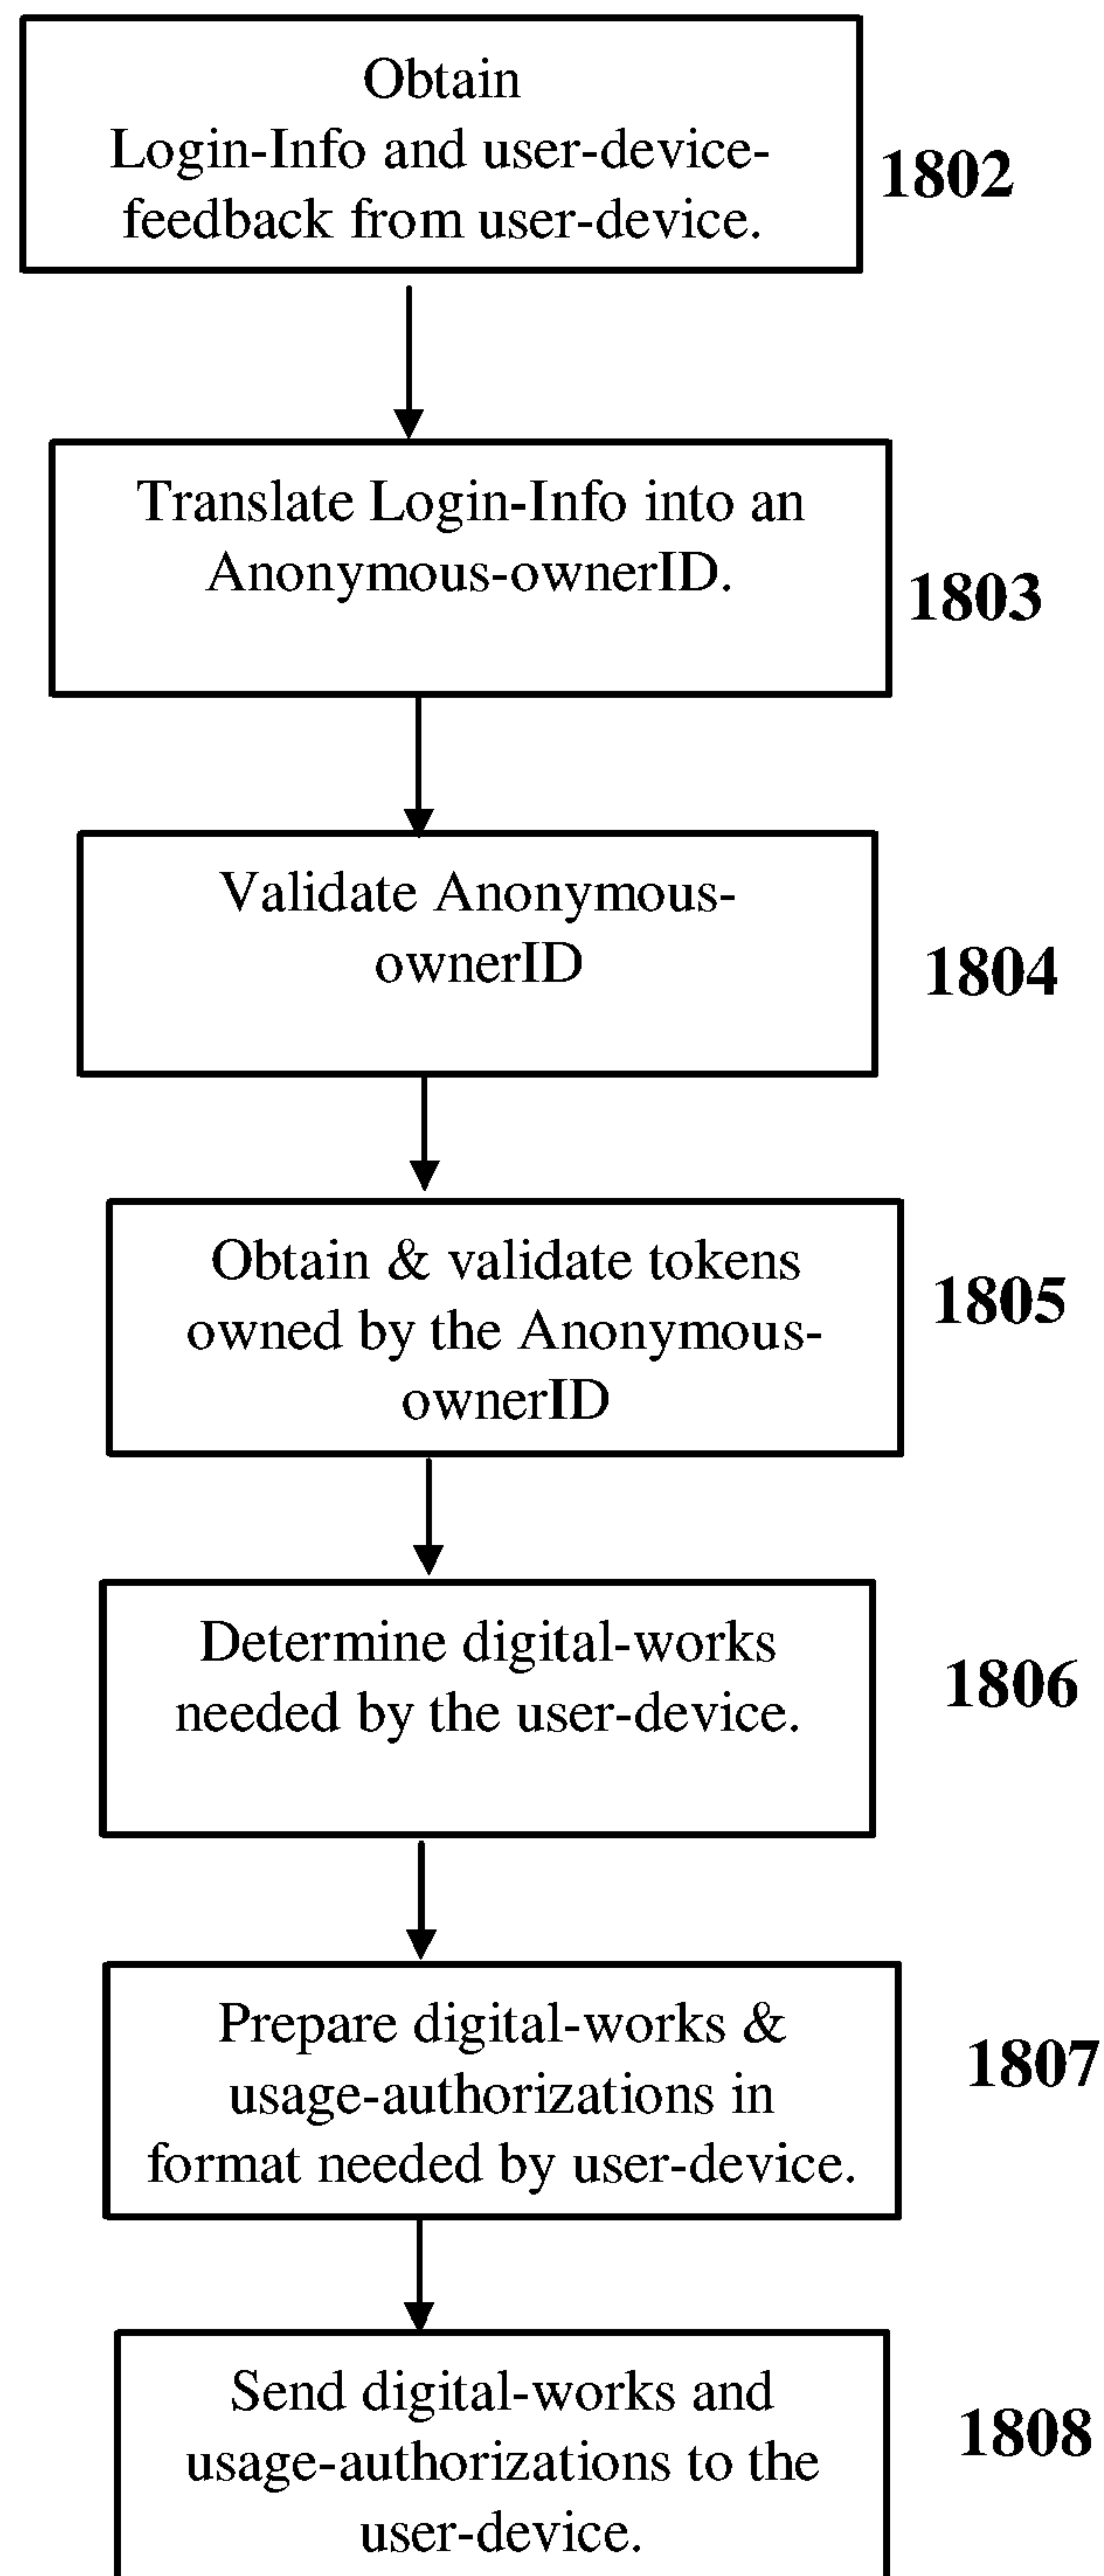 Obtain
Login-Info and user-device-
feedback from user-device.
1802
Translate Login-Info into an
Anonymous-ownerID.
1803
Validate Anonymous-
ownerID
1804
Obtain & validate tokens
owned by the Anonymous-
ownerID
1805
Determine digital-works
needed by the user-device.
1806
Prepare digital-works &
usage-authorizations in
format needed by user-device.
1807
Send digital-works and
usage-authorizations to the
user-device.
1808